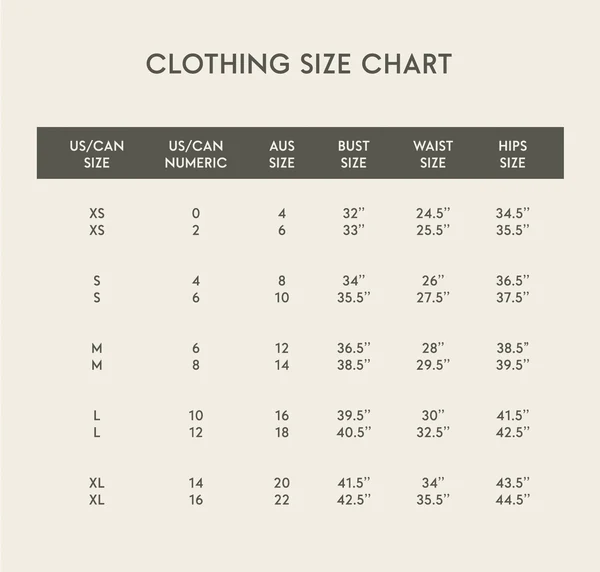 CLOTHING SIZE CHART
US/CAN SIZE US/CAN NUMERIC AUS SIZE BUST SIZE WAIST SIZE HIPS SIZE
XS 0 4 32’’ 24.5’’ 34.5’’
XS 2 6 33’’ 25.5’’ 35.5’’
S 4 8 34’’ 26’’ 36.5’’
S 6 10 35.5’’ 27.5’’ 37.5’’
M 6 12 36.5’’ 28’’ 38.5”
M 8 14 38.5’’ 29.5’’ 39.5’’
L 10 16 39.5’’ 30’’ 41.5’’
L 12 18 40.5’’ 32.5’’ 42.5’’
XL 14 20 41.5’’ 34’’ 43.5’’
XL 16 22 42.5’’ 35.5’’ 44.5’’